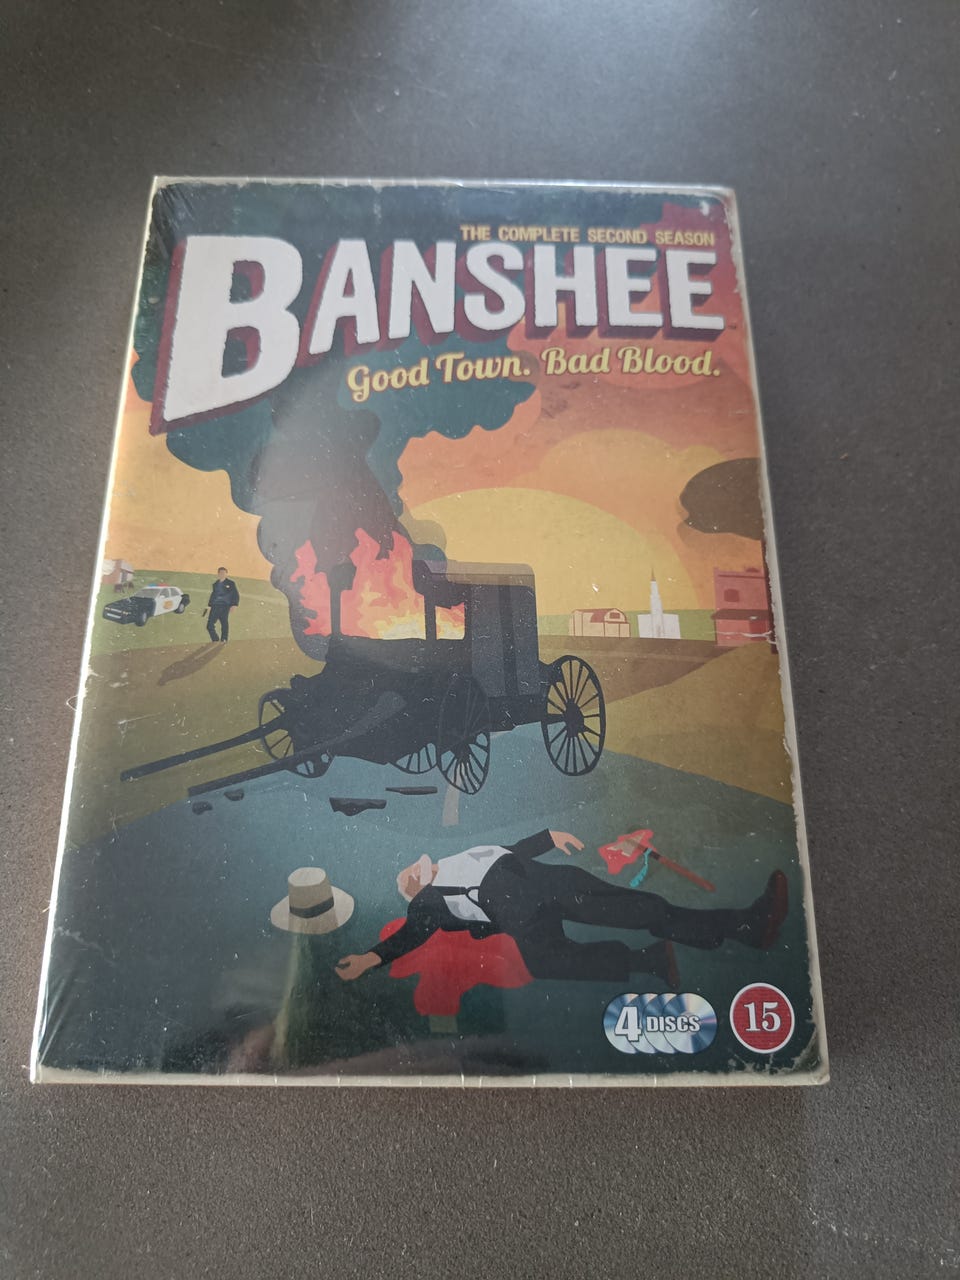 THE COMPLETE SECOND SEASON
BANSHEE
Good Town. Bad Blood.
4 DISCS
15